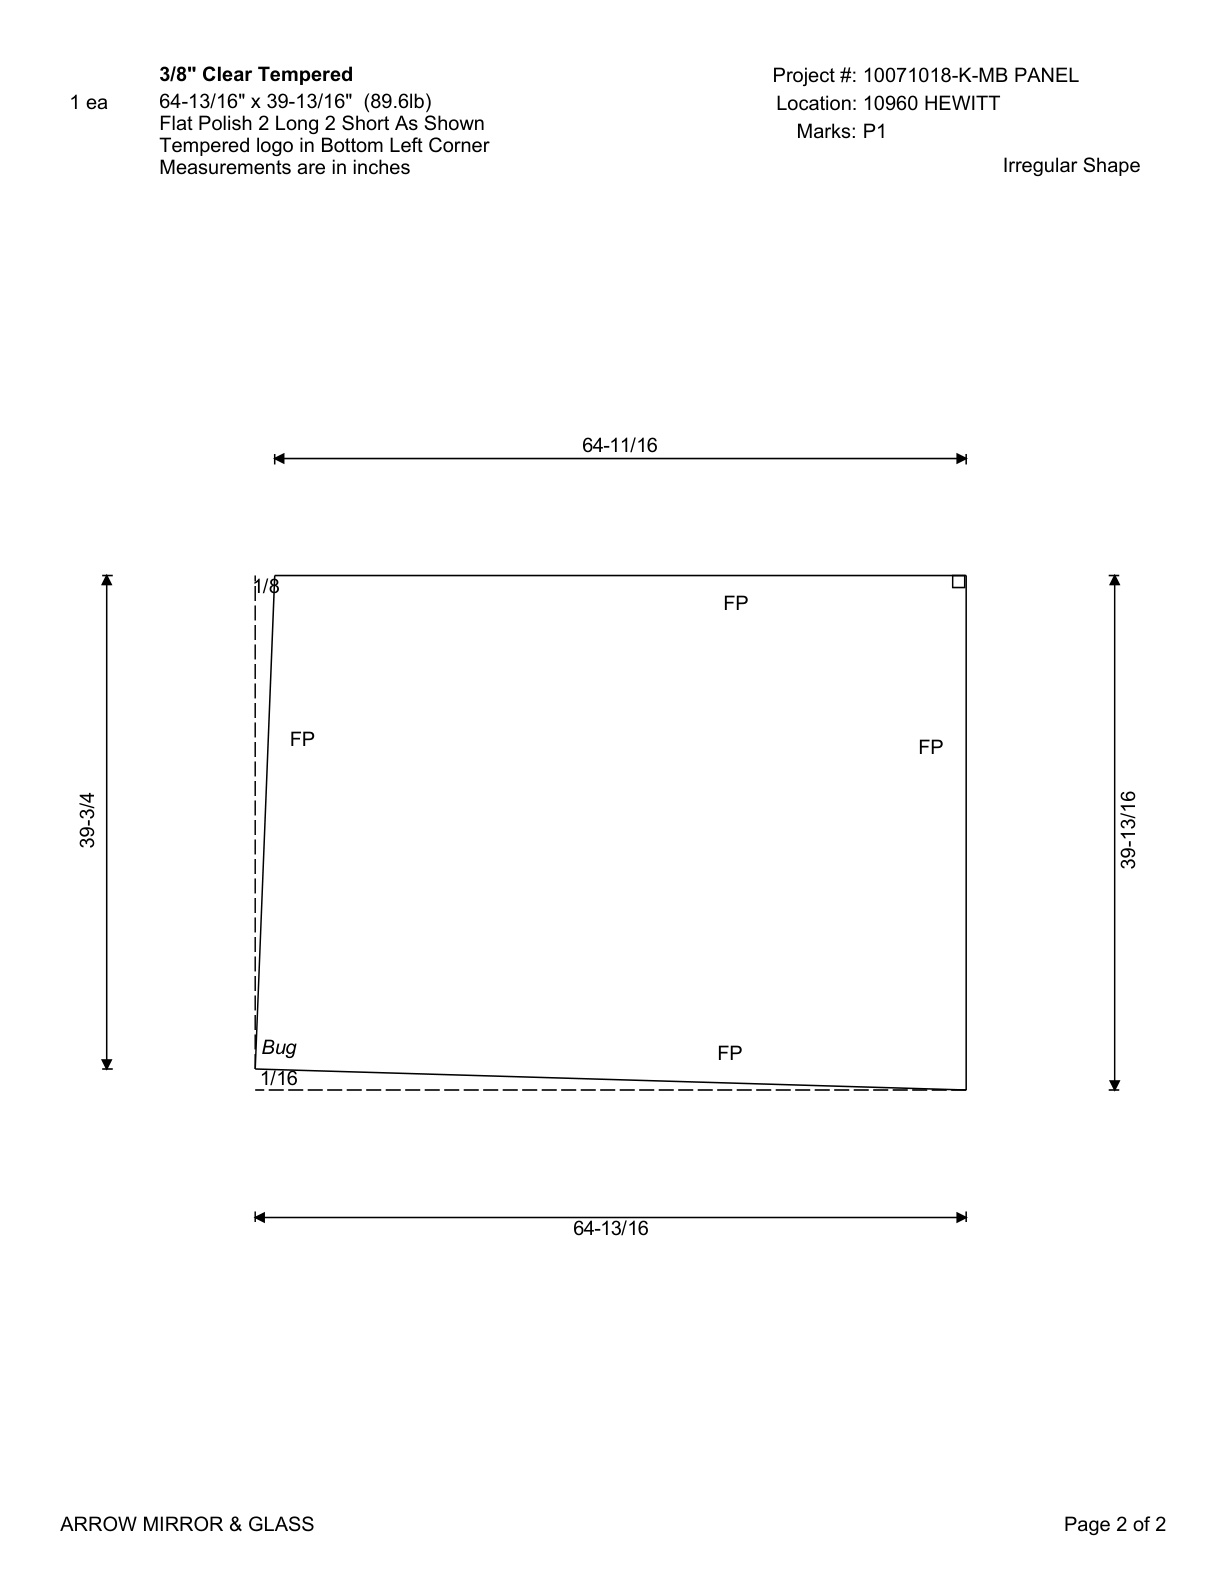 3/8" Clear Tempered
1 ea
64-13/16" x 39-13/16" (89.6lb)
Flat Polish 2 Long 2 Short As Shown
Tempered logo in Bottom Left Corner
Measurements are in inches
Project #: 10071018-K-MB PANEL
Location: 10960 HEWITT
Marks: P1
Irregular Shape
64-11/16
1/8
FP
FP
FP
39-3/4
39-13/16
Bug
FP
1/16
64-13/16
ARROW MIRROR & GLASS
Page 2 of 2